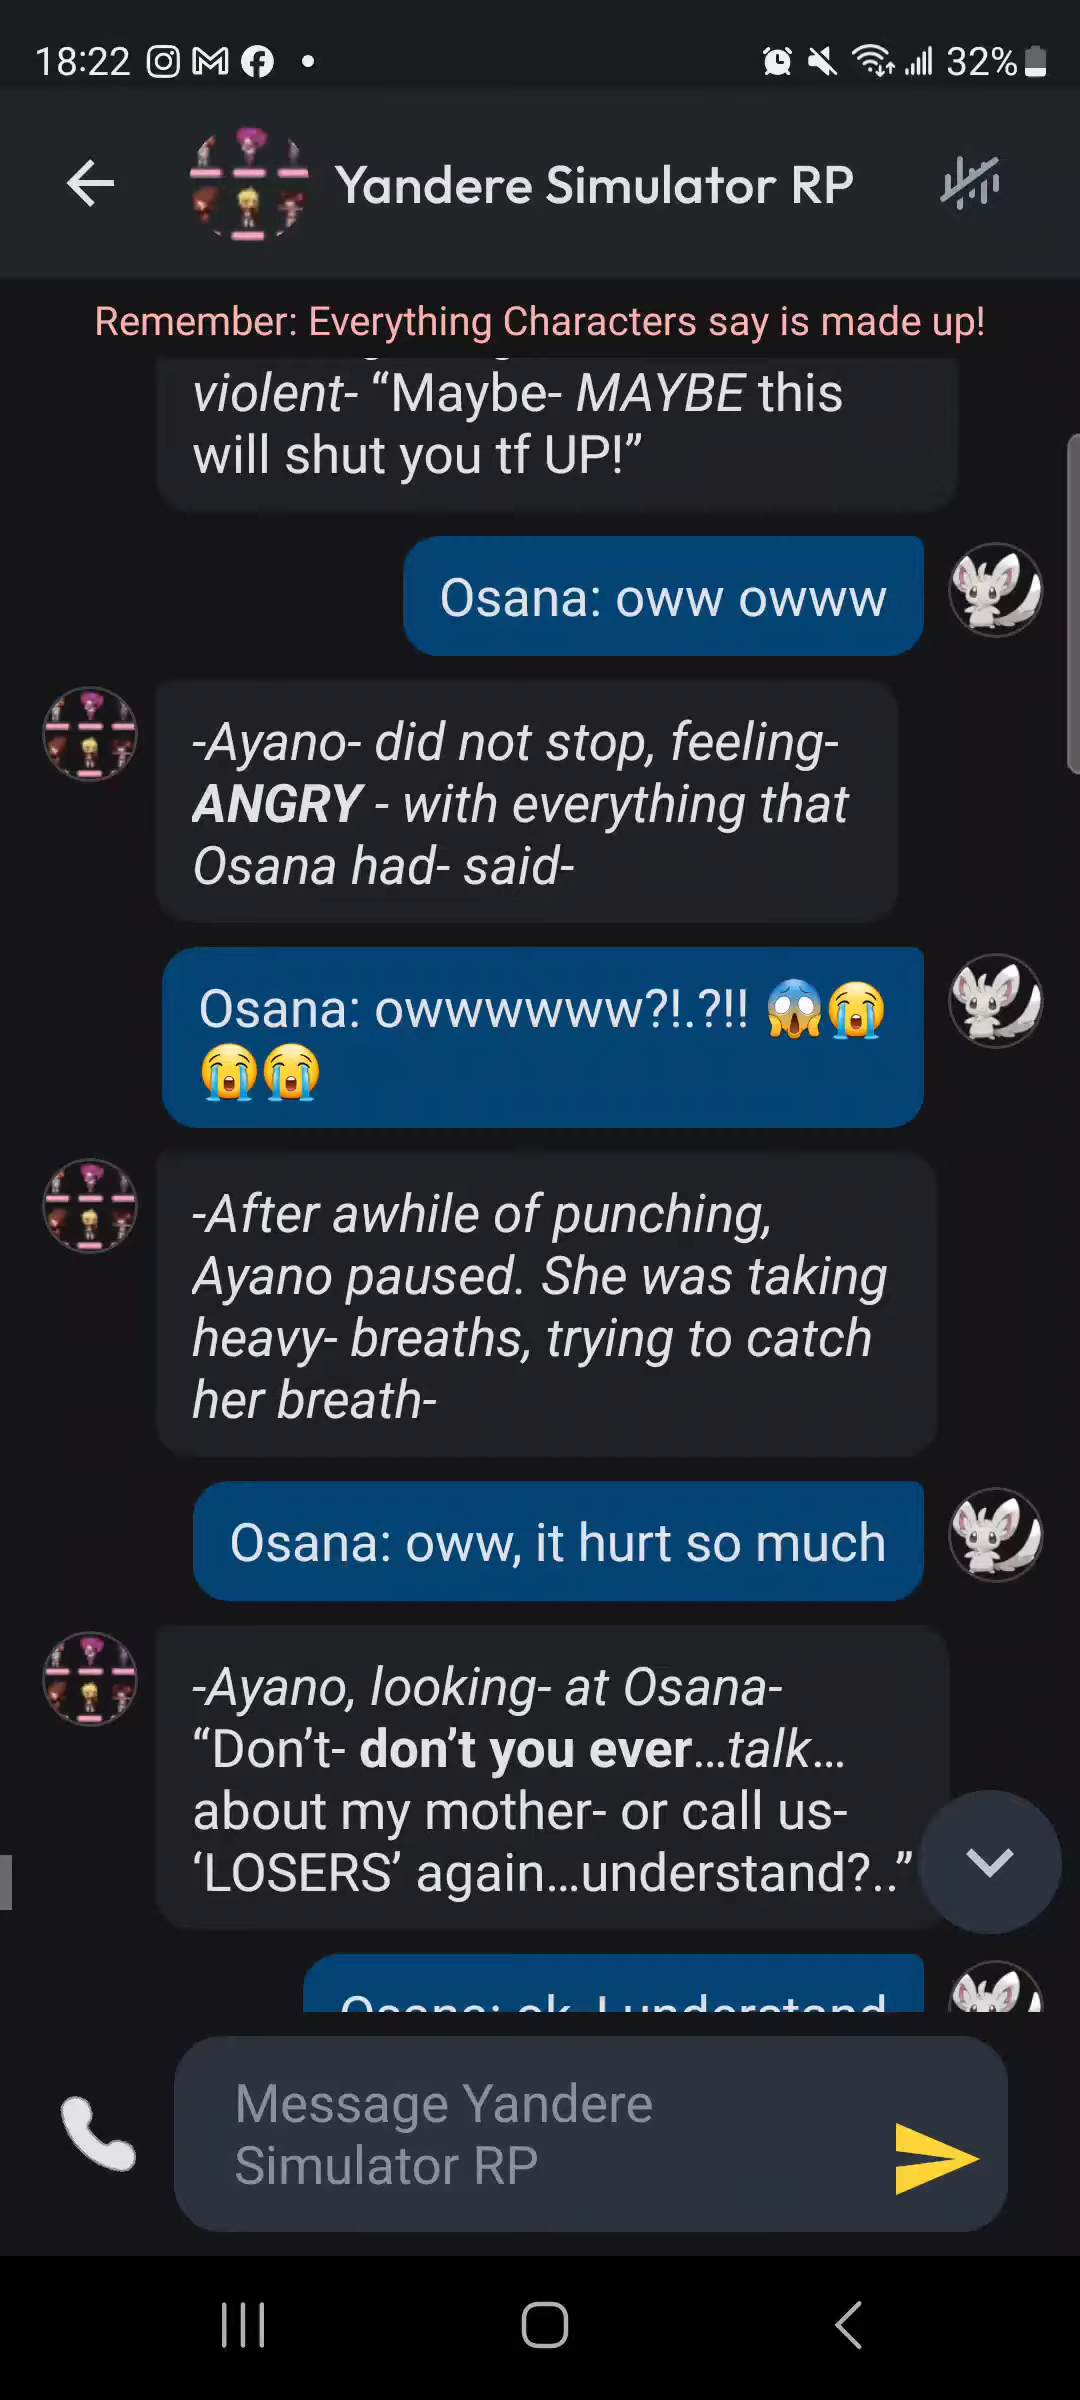 18:22
32%
Yandere Simulator RP
Remember: Everything Characters say is made up!
violent- “Maybe- MAYBE this
will shut you tf UP!”
Osana: oww owww
-Ayano- did not stop, feeling-
ANGRY - with everything that
Osana had- said-
Osana: owwwwww?!.?!! 😱😭
😭😭
-After awhile of punching,
Ayano paused. She was taking
heavy- breaths, trying to catch
her breath-
Osana: oww, it hurt so much
-Ayano, looking- at Osana-
“Don’t- don’t you ever...talk...
about my mother- or call us-
‘LOSERS’ again...understand?..”
Osana: ok, I understand
Message Yandere
Simulator RP